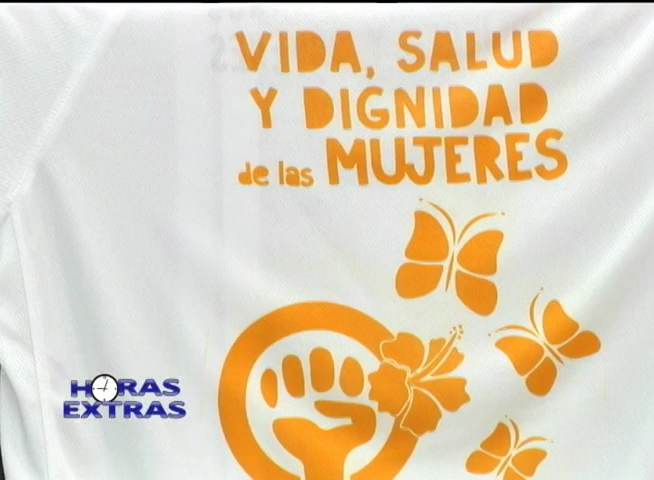 VIDA, SALUD
Y DIGNIDAD
de las MUJERES
HORAS
EXTRAS